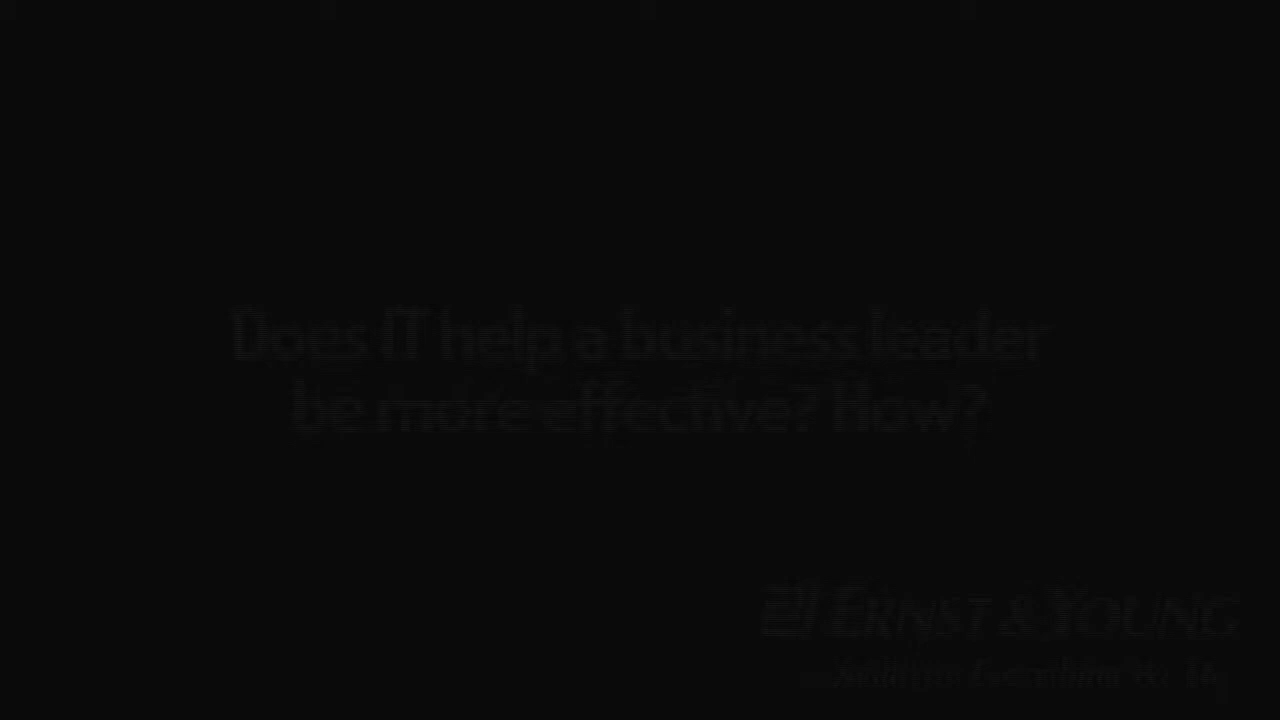 Does IT help a business leader
be more effective? How?
ERNST & YOUNG